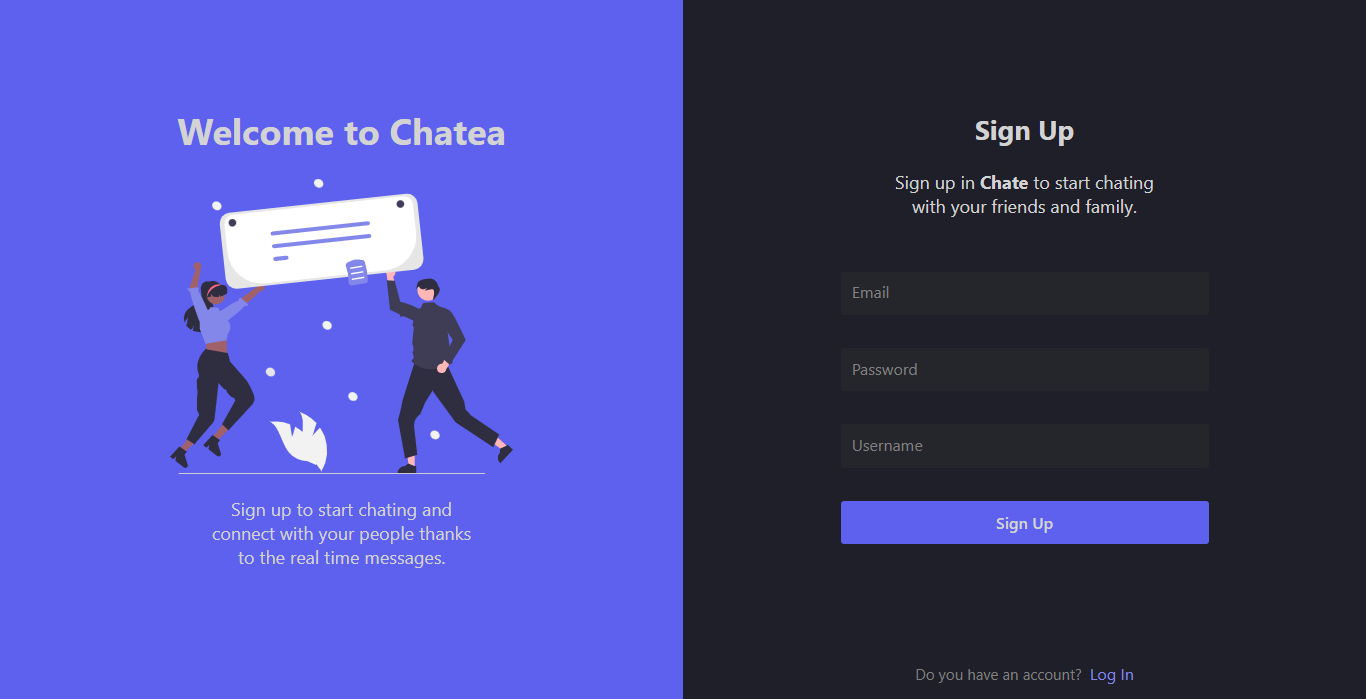 Welcome to Chatea
Sign up to start chating and
connect with your people thanks
to the real time messages.
Sign Up
Sign up in Chate to start chating
with your friends and family.
Email
Password
Username
Sign Up
Do you have an account? Log In